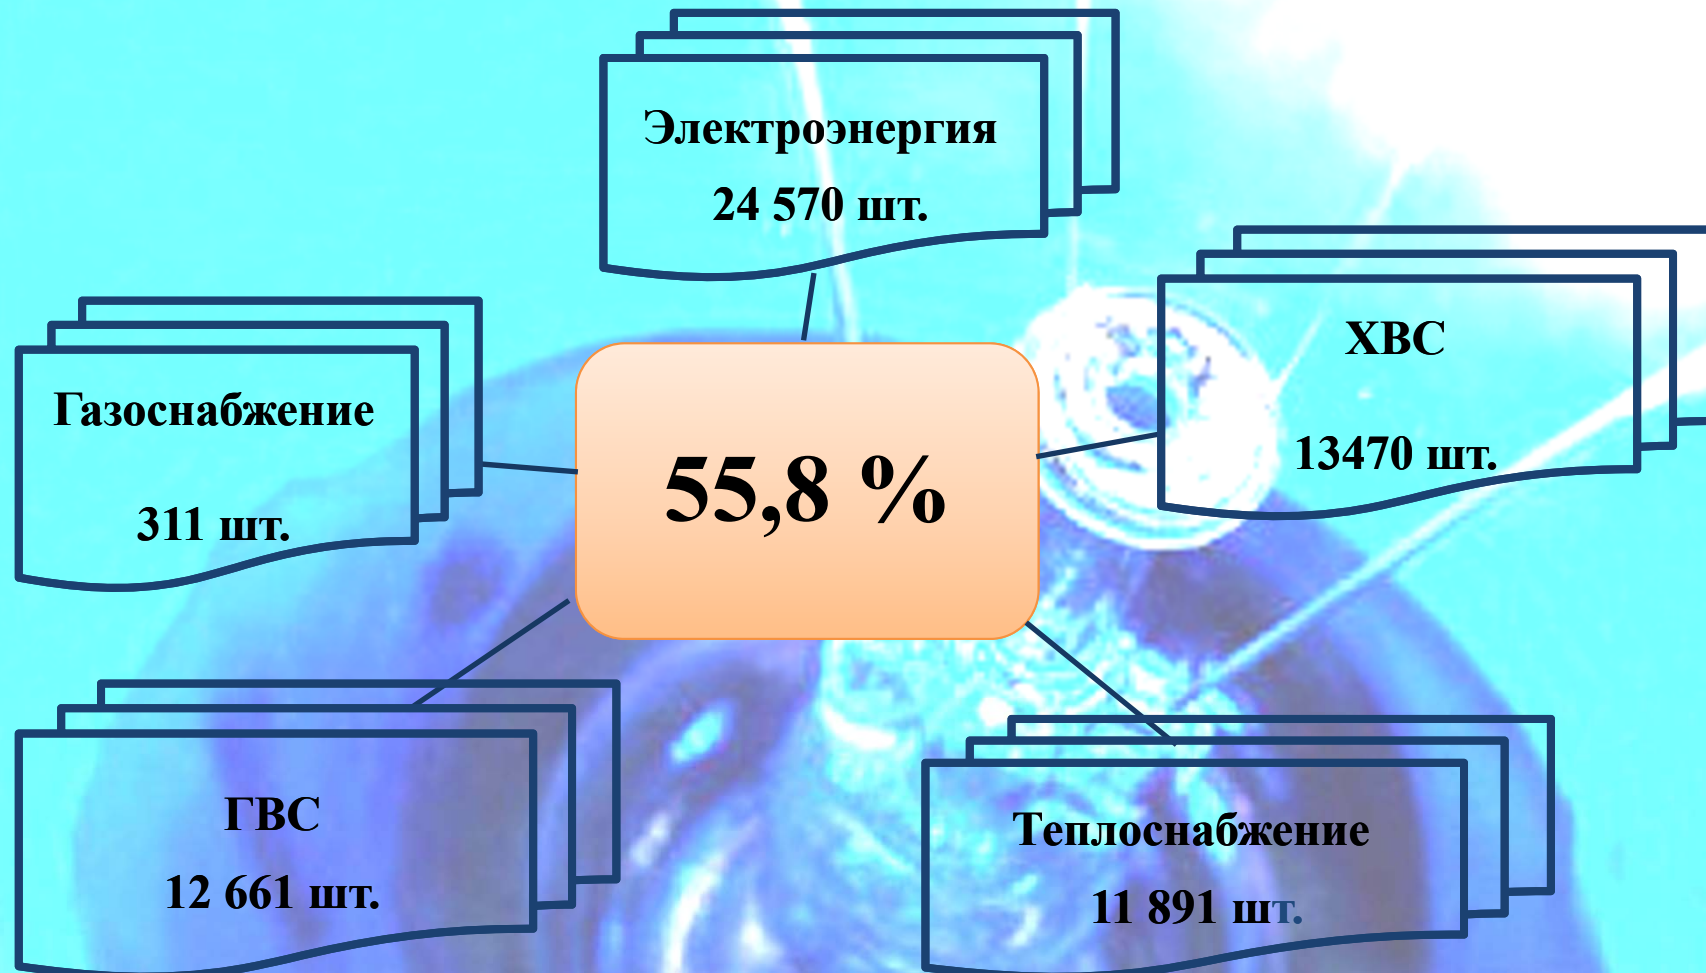 Электроэнергия
24 570 шт.
ХВС
13470 шт.
Газоснабжение
311 шт.
55,8 %
ГВС
12 661 шт.
Теплоснабжение
11 891 шт.